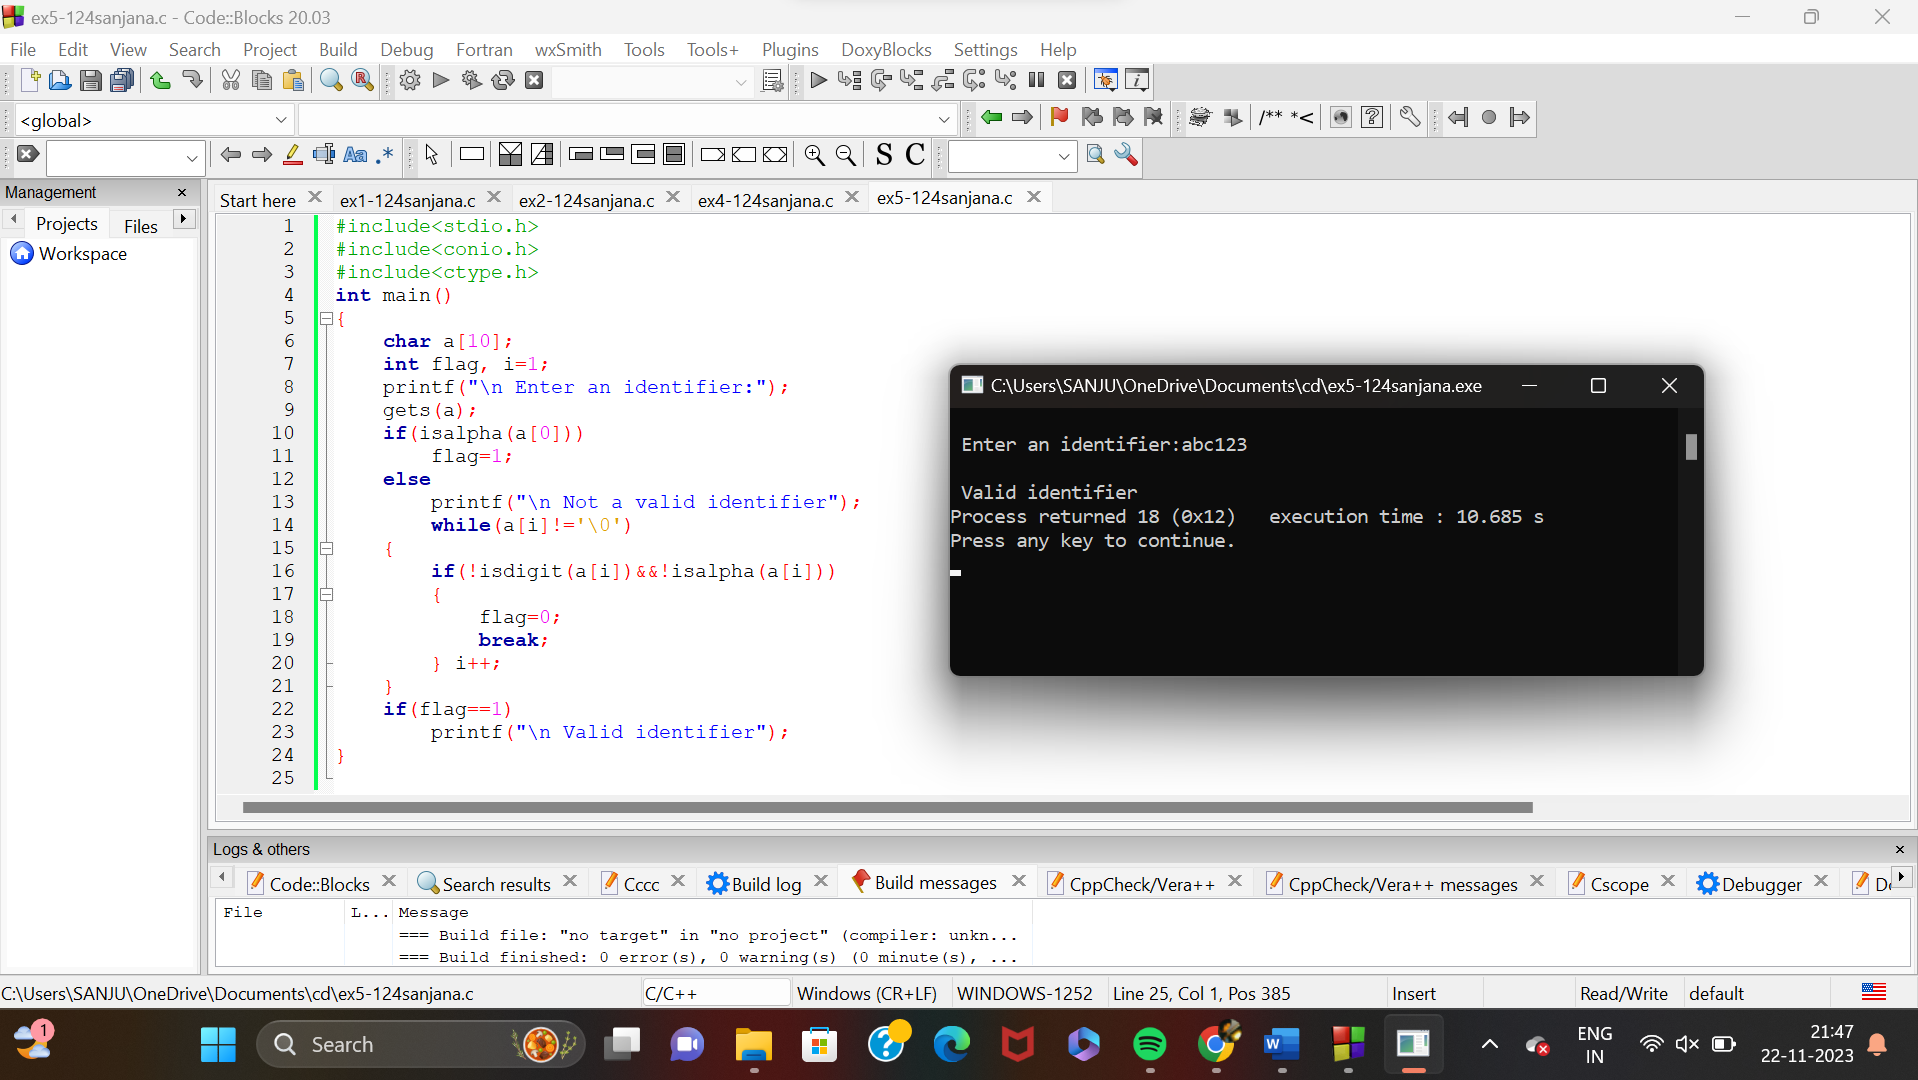 ex5-124sanjana.c - Code::Blocks 20.03
File Edit View Search Project Build Debug Fortran wxSmith Tools Tools+ Plugins DoxyBlocks Settings Help
<global>
/** *<
Aa .* S C
Management
Projects Files
Workspace
Start here ex1-124sanjana.c ex2-124sanjana.c ex4-124sanjana.c ex5-124sanjana.c
1 #include<stdio.h>
2 #include<conio.h>
3 #include<ctype.h>
4 int main()
5 {
6 char a[10];
7 int flag, i=1;
8 printf("\n Enter an identifier:");
9 gets(a);
10 if(isalpha(a[0]))
11 flag=1;
12 else
13 printf("\n Not a valid identifier");
14 while(a[i]!='\0')
15 {
16 if(!isdigit(a[i])&&!isalpha(a[i]))
17 {
18 flag=0;
19 break;
20 } i++;
21 }
22 if(flag==1)
23 printf("\n Valid identifier");
24 }
25
C:\Users\SANJU\OneDrive\Documents\cd\ex5-124sanjana.exe
Enter an identifier:abc123
Valid identifier
Process returned 18 (0x12) execution time : 10.685 s
Press any key to continue.
Logs & others
Code::Blocks Search results Cccc Build log Build messages CppCheck/Vera++ CppCheck/Vera++ messages Cscope Debugger
File L... Message
=== Build file: "no target" in "no project" (compiler: unkn...
=== Build finished: 0 error(s), 0 warning(s) (0 minute(s), ...
C:\Users\SANJU\OneDrive\Documents\cd\ex5-124sanjana.c C/C++ Windows (CR+LF) WINDOWS-1252 Line 25, Col 1, Pos 385 Insert Read/Write default
1 Search ENG 21:47
IN 22-11-2023